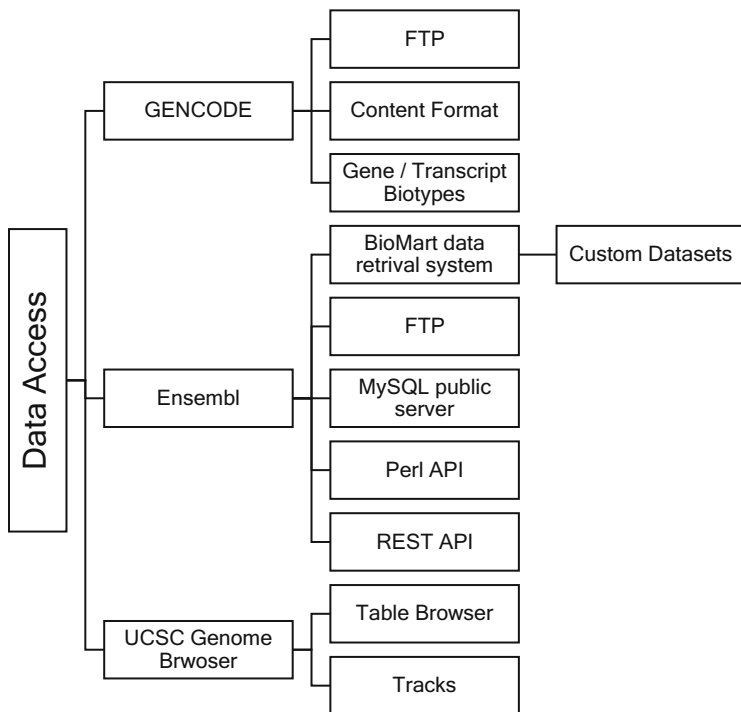 Data Access
GENCODE
FTP
Content Format
Gene / Transcript
Biotypes
Ensembl
BioMart data
retrival system
Custom Datasets
FTP
MySQL public
server
Perl API
REST API
UCSC Genome
Brwoser
Table Browser
Tracks